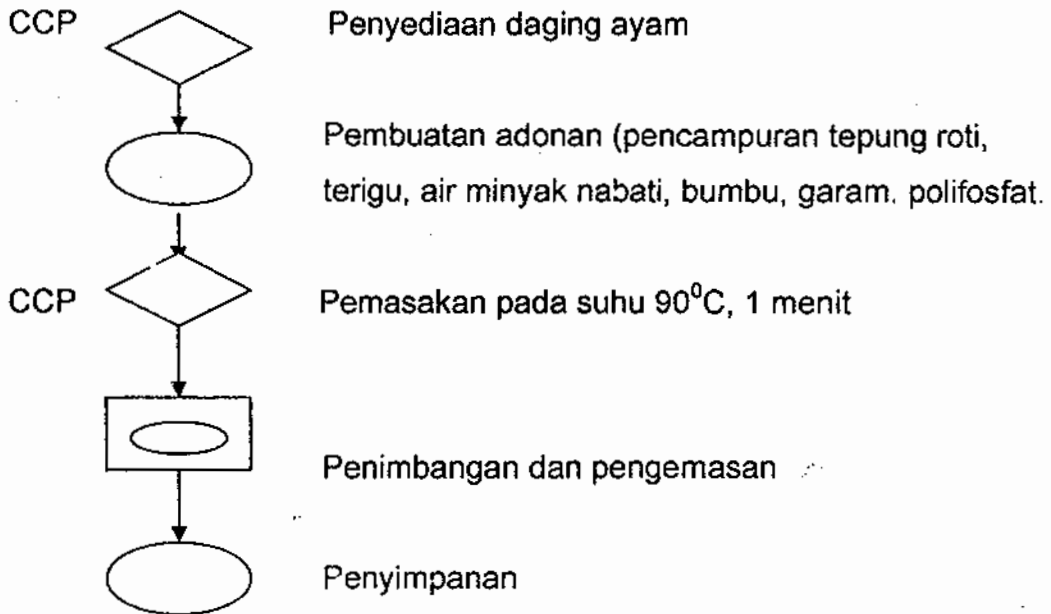 CCP Penyediaan daging ayam
Pembuatan adonan (pencampuran tepung roti,
terigu, air minyak nabati, bumbu, garam. polifosfat.
CCP Pemasakan pada suhu 90⁰C, 1 menit
Penimbangan dan pengemasan
Penyimpanan